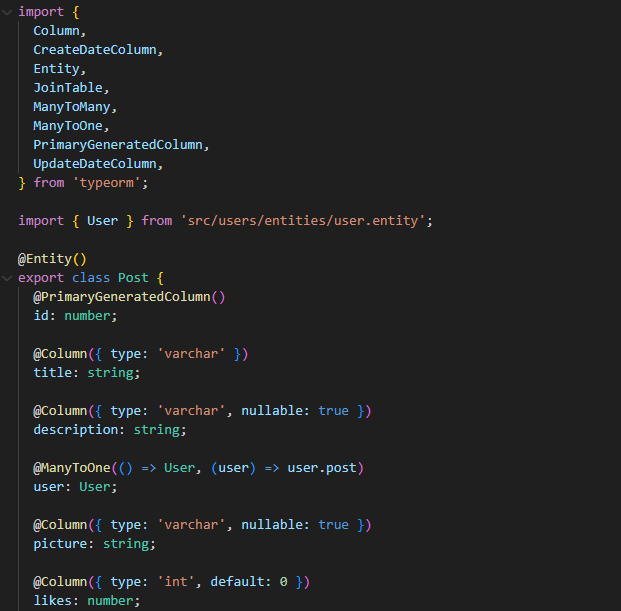 import {
Column,
CreateDateColumn,
Entity,
JoinTable,
ManyToMany,
ManyToOne,
PrimaryGeneratedColumn,
UpdateDateColumn,
} from 'typeorm';
import { User } from 'src/users/entities/user.entity';
@Entity()
export class Post {
@PrimaryGeneratedColumn()
id: number;
@Column({ type: 'varchar' })
title: string;
@Column({ type: 'varchar', nullable: true })
description: string;
@ManyToOne(() => User, (user) => user.post)
user: User;
@Column({ type: 'varchar', nullable: true })
picture: string;
@Column({ type: 'int', default: 0 })
likes: number;